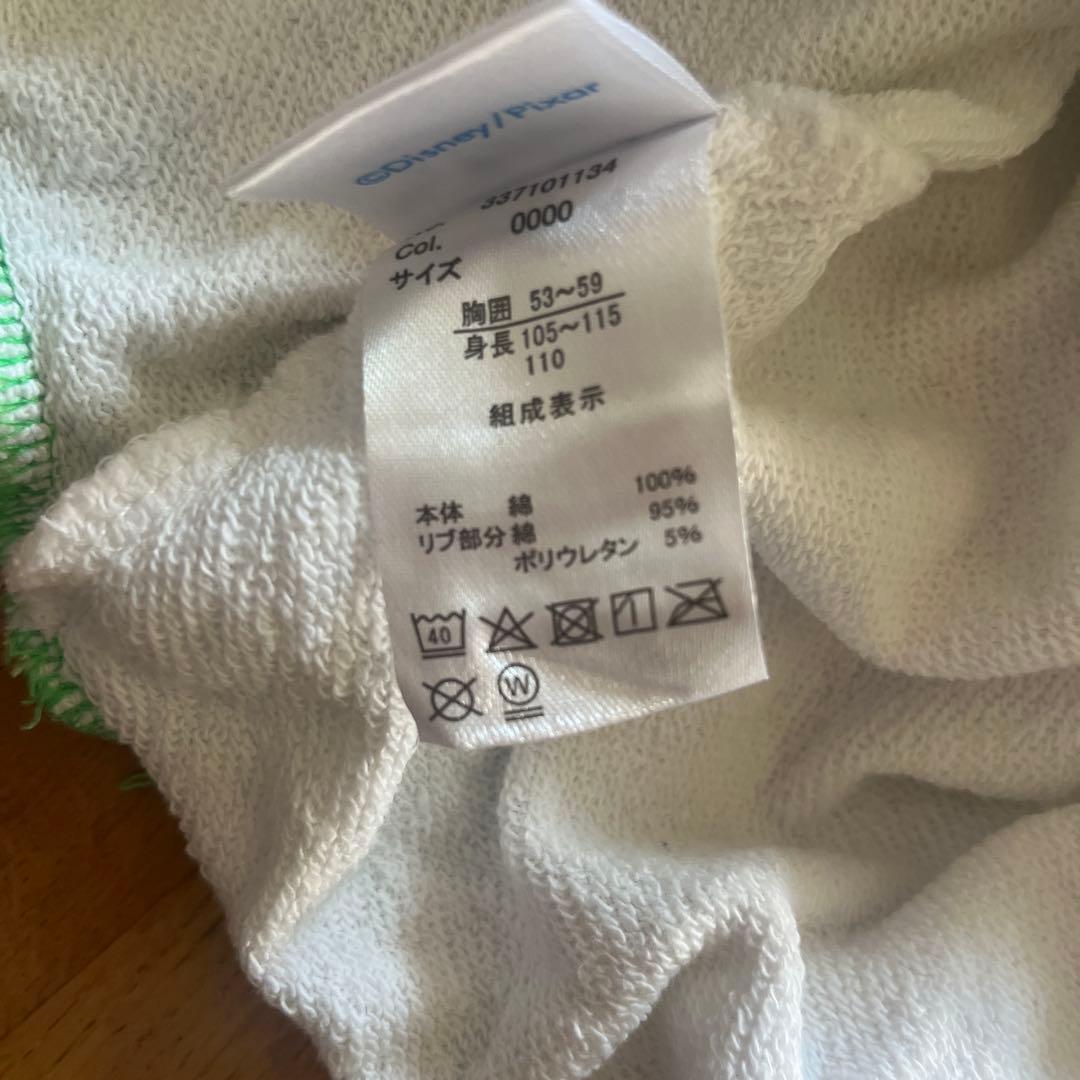 ©Disney/Pixar
337101134
Col. 0000
サイズ
胸囲 53〜59
身長 105〜115
110
組成表示
本体 綿 100%
リブ部分 綿 95%
ポリウレタン 5%
40
W